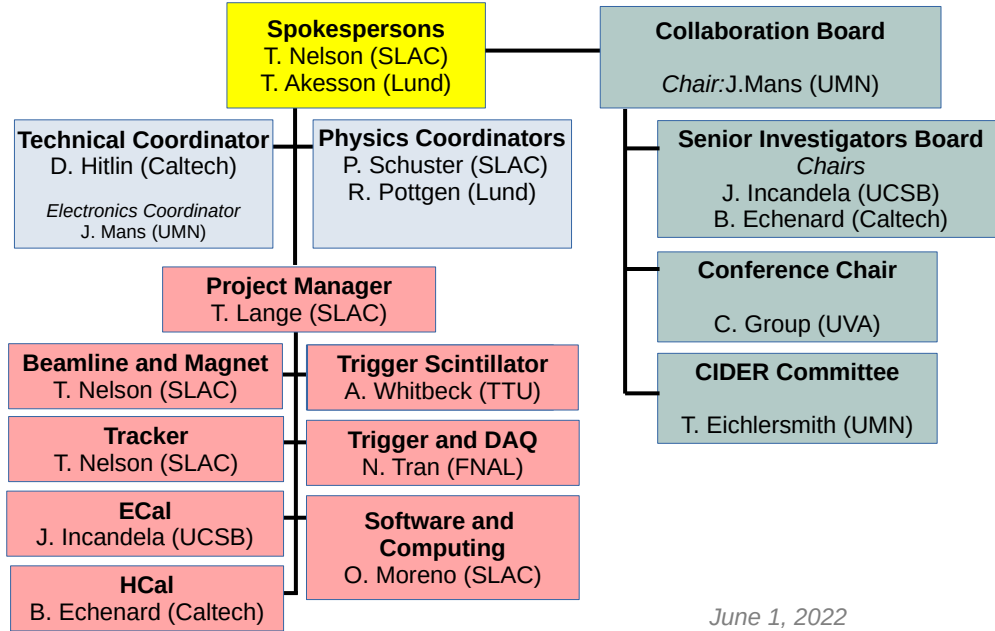 Spokespersons
T. Nelson (SLAC)
T. Akesson (Lund)
Collaboration Board
Chair:J.Mans (UMN)
Technical Coordinator
D. Hitlin (Caltech)
Electronics Coordinator
J. Mans (UMN)
Physics Coordinators
P. Schuster (SLAC)
R. Pottgen (Lund)
Senior Investigators Board
Chairs
J. Incandela (UCSB)
B. Echenard (Caltech)
Project Manager
T. Lange (SLAC)
Conference Chair
C. Group (UVA)
Beamline and Magnet
T. Nelson (SLAC)
Trigger Scintillator
A. Whitbeck (TTU)
CIDER Committee
T. Eichlersmith (UMN)
Tracker
T. Nelson (SLAC)
Trigger and DAQ
N. Tran (FNAL)
ECal
J. Incandela (UCSB)
Software and
Computing
O. Moreno (SLAC)
HCal
B. Echenard (Caltech)
June 1, 2022